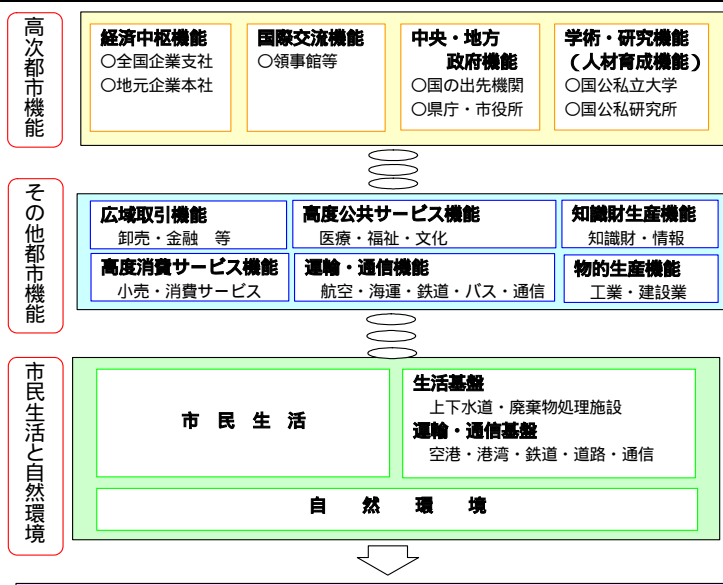 高次都市機能
経済中枢機能
○全国企業支社
○地元企業本社
国際交流機能
○領事館等
中央・地方
政府機能
○国の出先機関
○県庁・市役所
学術・研究機能
(人材育成機能)
○国公私立大学
○国公私研究所
その他都市機能
広域取引機能
卸売・金融 等
高度公共サービス機能
医療・福祉・文化
知識財生産機能
知識財・情報
高度消費サービス機能
小売・消費サービス
運輸・通信機能
航空・海運・鉄道・バス・通信
物的生産機能
工業・建設業
市民生活と自然環境
市 民 生 活
生活基盤
上下水道・廃棄物処理施設
運輸・通信基盤
空港・港湾・鉄道・道路・通信
自 然 環 境